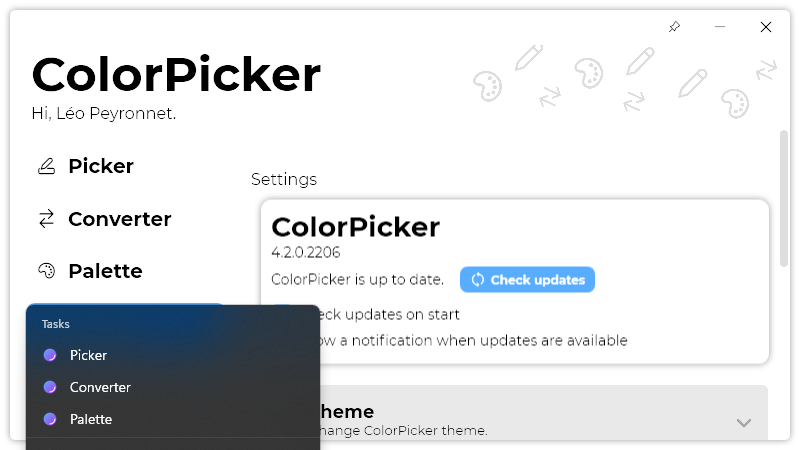 ColorPicker
Hi, Léo Peyronnet.
Picker
Converter
Palette
Settings
ColorPicker
4.2.0.2206
ColorPicker is up to date.
Check updates
eck updates on start
ow a notification when updates are available
heme
hange ColorPicker theme.
Tasks
Picker
Converter
Palette